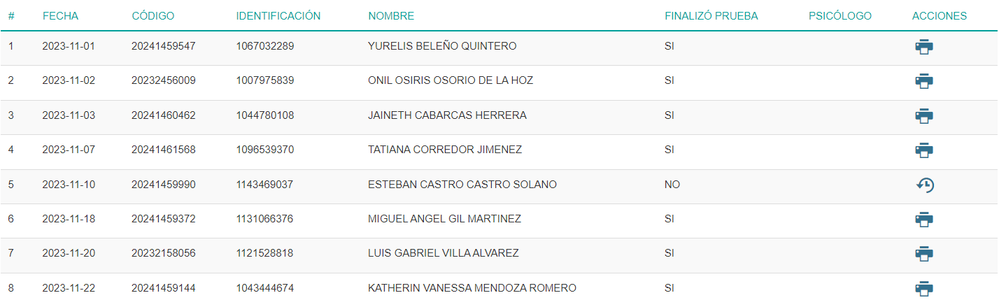 # FECHA CÓDIGO IDENTIFICACIÓN NOMBRE FINALIZÓ PRUEBA PSICÓLOGO ACCIONES
1 2023-11-01 20241459547 1067032289 YURELIS BELEÑO QUINTERO SI
2 2023-11-02 20232456009 1007975839 ONIL OSIRIS OSORIO DE LA HOZ SI
3 2023-11-03 20241460462 1044780108 JAINETH CABARCAS HERRERA SI
4 2023-11-07 20241461568 1096539370 TATIANA CORREDOR JIMENEZ SI
5 2023-11-10 20241459990 1143469037 ESTEBAN CASTRO CASTRO SOLANO NO
6 2023-11-18 20241459372 1131066376 MIGUEL ANGEL GIL MARTINEZ SI
7 2023-11-20 20232158056 1121528818 LUIS GABRIEL VILLA ALVAREZ SI
8 2023-11-22 20241459144 1043444674 KATHERIN VANESSA MENDOZA ROMERO SI